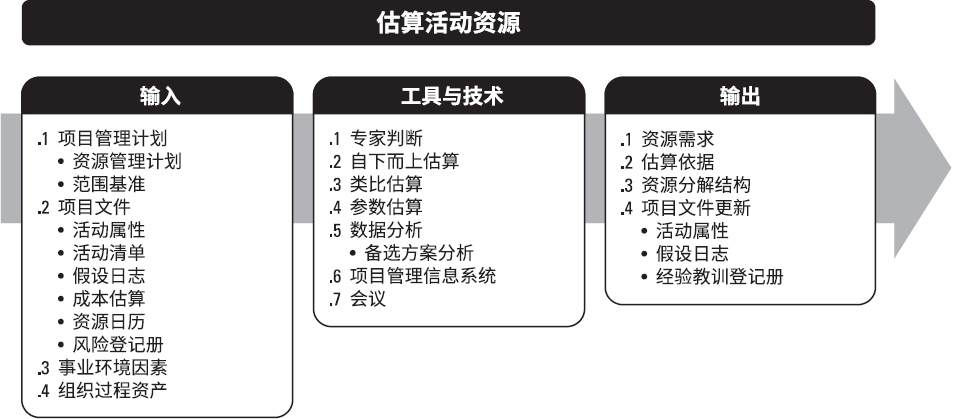 估算活动资源
输入
.1 项目管理计划
• 资源管理计划
• 范围基准
.2 项目文件
• 活动属性
• 活动清单
• 假设日志
• 成本估算
• 资源日历
• 风险登记册
.3 事业环境因素
.4 组织过程资产
工具与技术
.1 专家判断
.2 自下而上估算
.3 类比估算
.4 参数估算
.5 数据分析
• 备选方案分析
.6 项目管理信息系统
.7 会议
输出
.1 资源需求
.2 估算依据
.3 资源分解结构
.4 项目文件更新
• 活动属性
• 假设日志
• 经验教训登记册